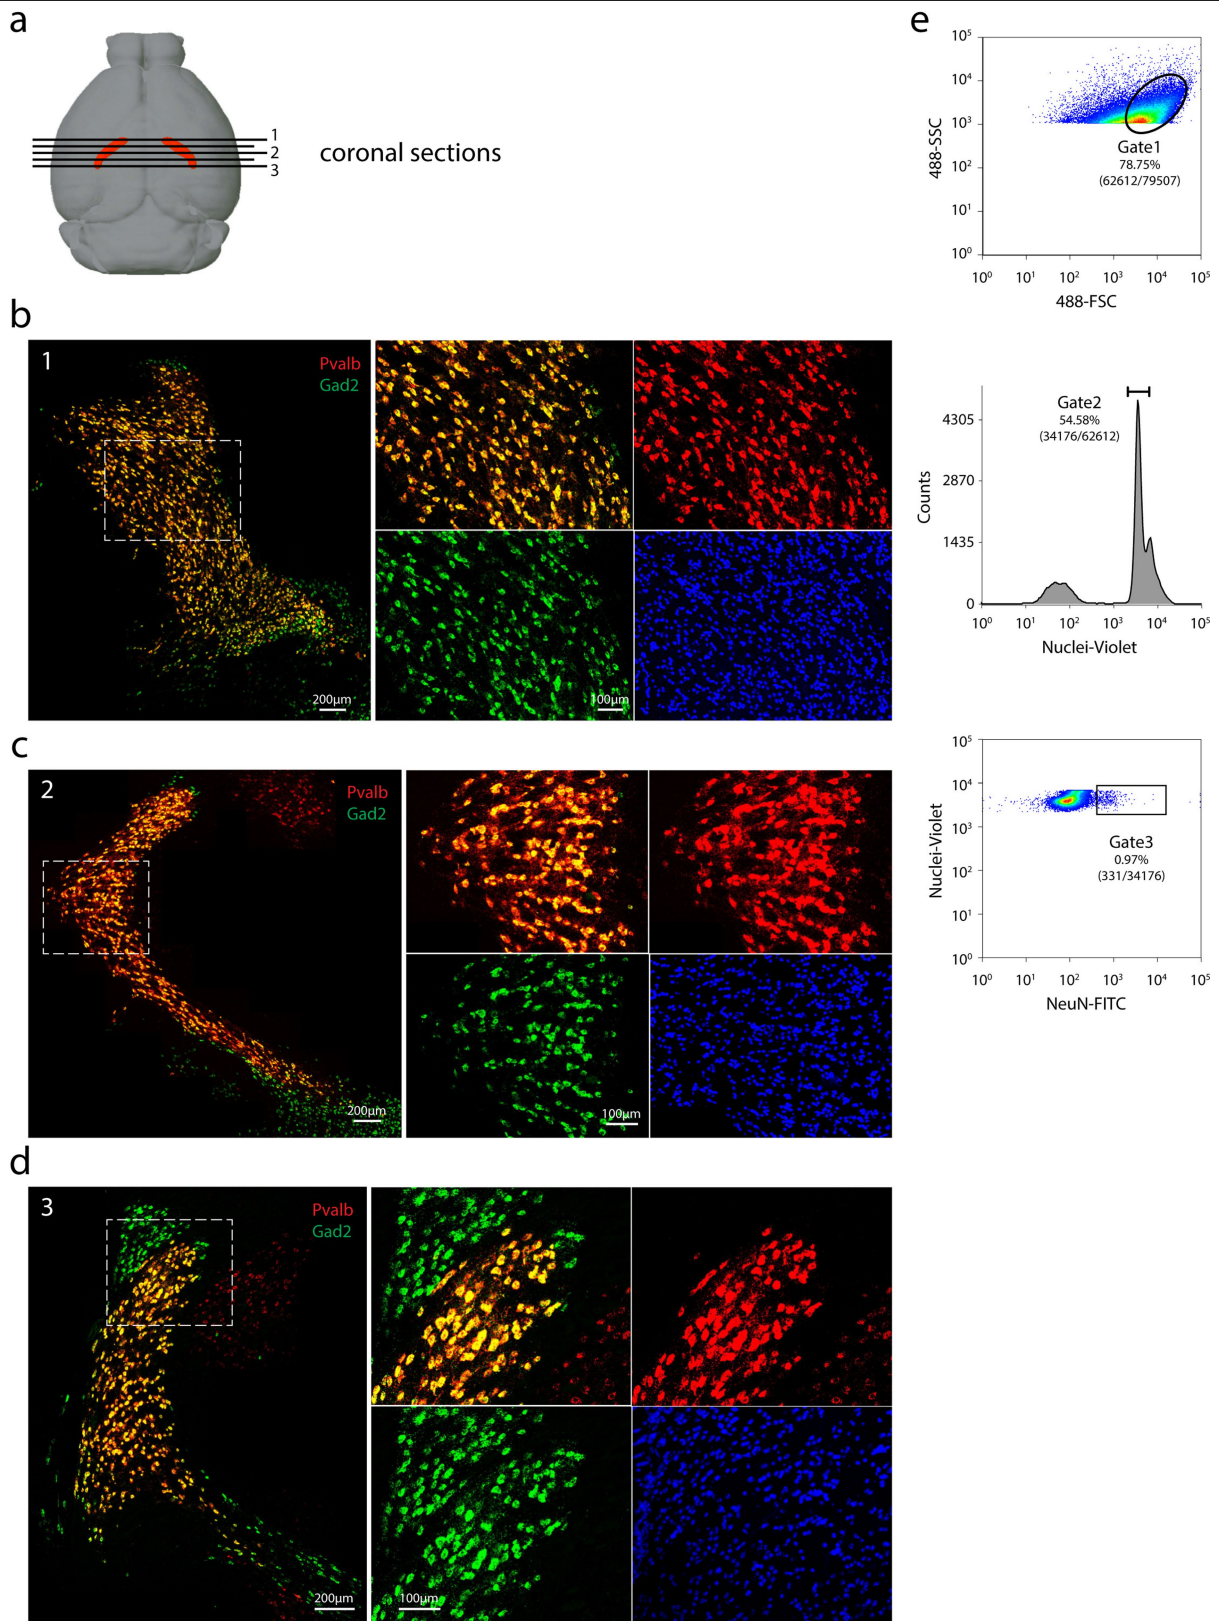 a
1
2
3
coronal sections
b
1
Pvalb
Gad2
200μm
100μm
c
2
Pvalb
Gad2
200μm
100μm
d
3
Pvalb
Gad2
200μm
100μm
e
488-SSC
10⁵
10⁴
10³
10²
10¹
10⁰
Gate1
78.75%
(62612/79507)
10⁰ 10¹ 10² 10³ 10⁴ 10⁵
488-FSC
Counts
4305
2870
1435
0
Gate2
54.58%
(34176/62612)
10⁰ 10¹ 10² 10³ 10⁴ 10⁵
Nuclei-Violet
Nuclei-Violet
10⁵
10⁴
10³
10²
10¹
10⁰
Gate3
0.97%
(331/34176)
10⁰ 10¹ 10² 10³ 10⁴ 10⁵
NeuN-FITC